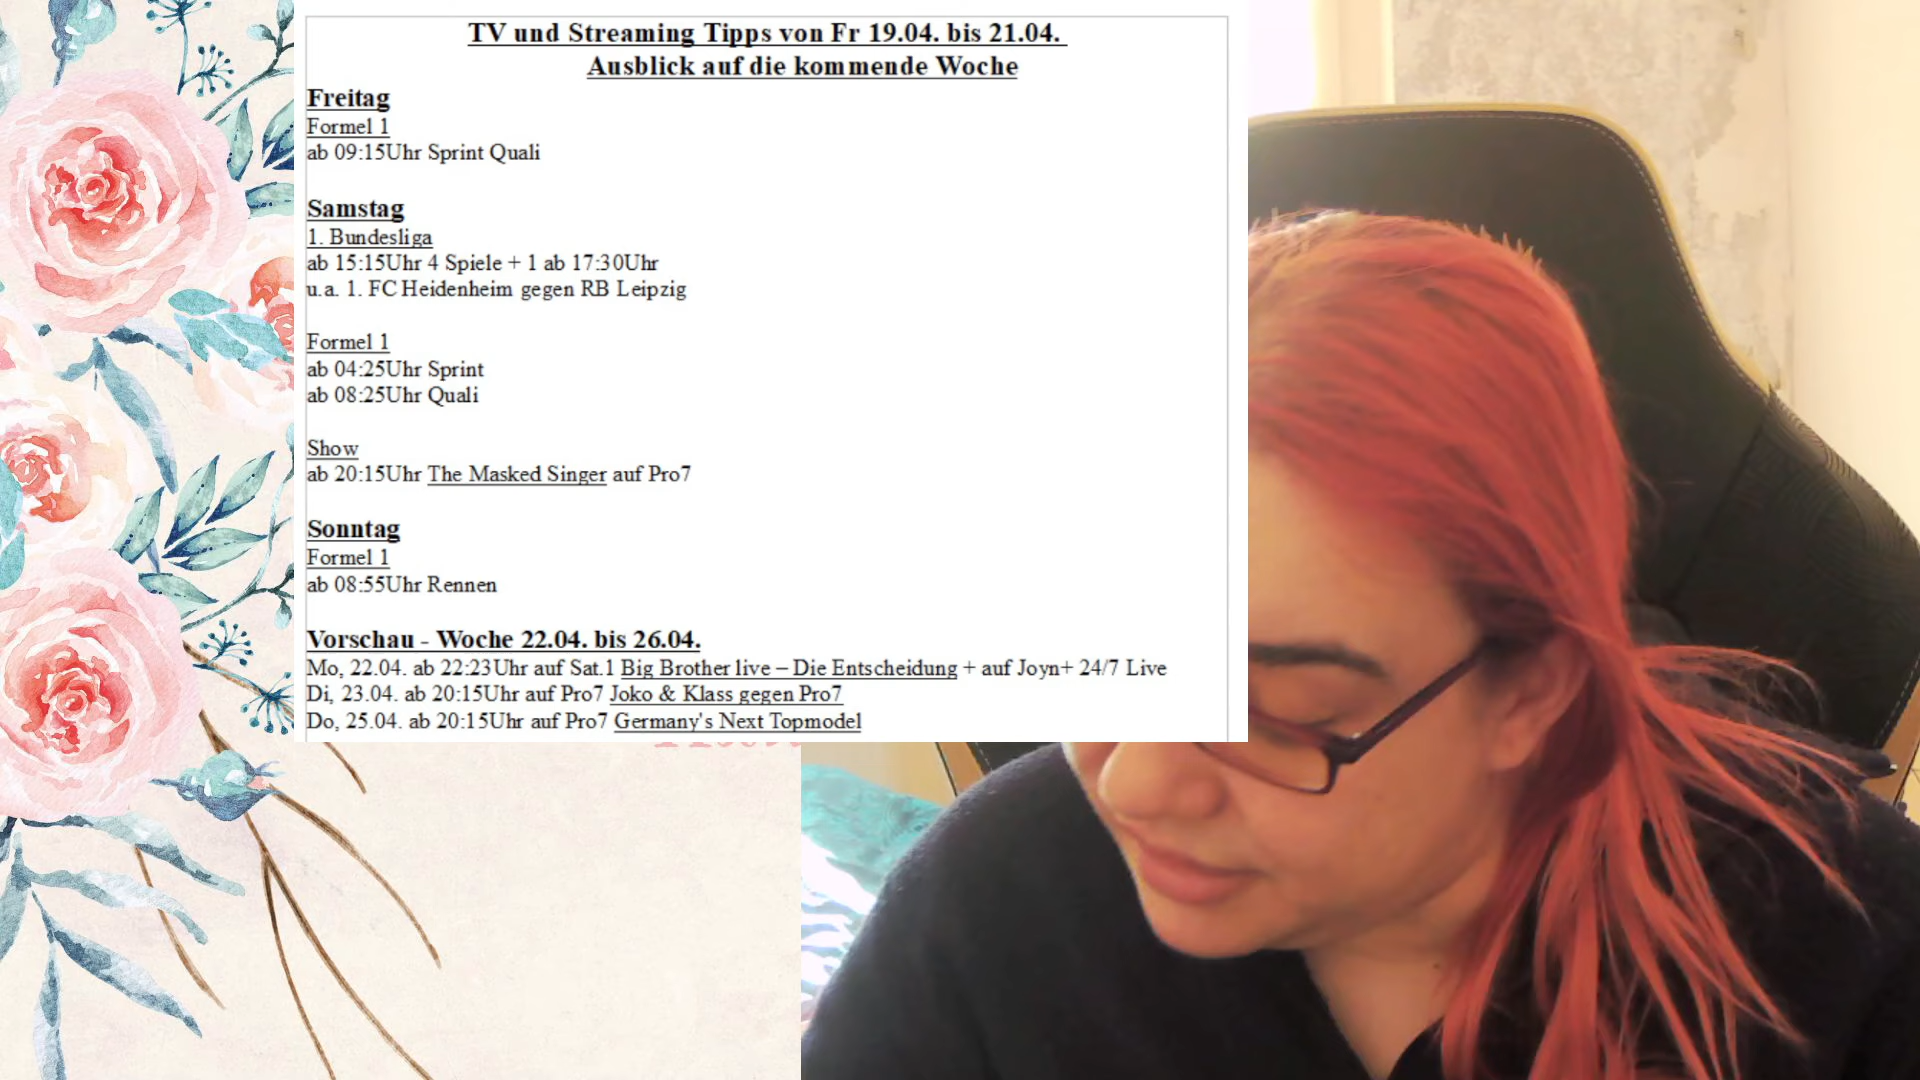 TV und Streaming Tipps von Fr 19.04. bis 21.04.
Ausblick auf die kommende Woche
Freitag
Formel 1
ab 09:15Uhr Sprint Quali
Samstag
1. Bundesliga
ab 15:15Uhr 4 Spiele + 1 ab 17:30Uhr
u.a. 1. FC Heidenheim gegen RB Leipzig
Formel 1
ab 04:25Uhr Sprint
ab 08:25Uhr Quali
Show
ab 20:15Uhr The Masked Singer auf Pro7
Sonntag
Formel 1
ab 08:55Uhr Rennen
Vorschau - Woche 22.04. bis 26.04.
Mo, 22.04. ab 22:23Uhr auf Sat.1 Big Brother live – Die Entscheidung + auf Joyn+ 24/7 Live
Di, 23.04. ab 20:15Uhr auf Pro7 Joko & Klass gegen Pro7
Do, 25.04. ab 20:15Uhr auf Pro7 Germany's Next Topmodel